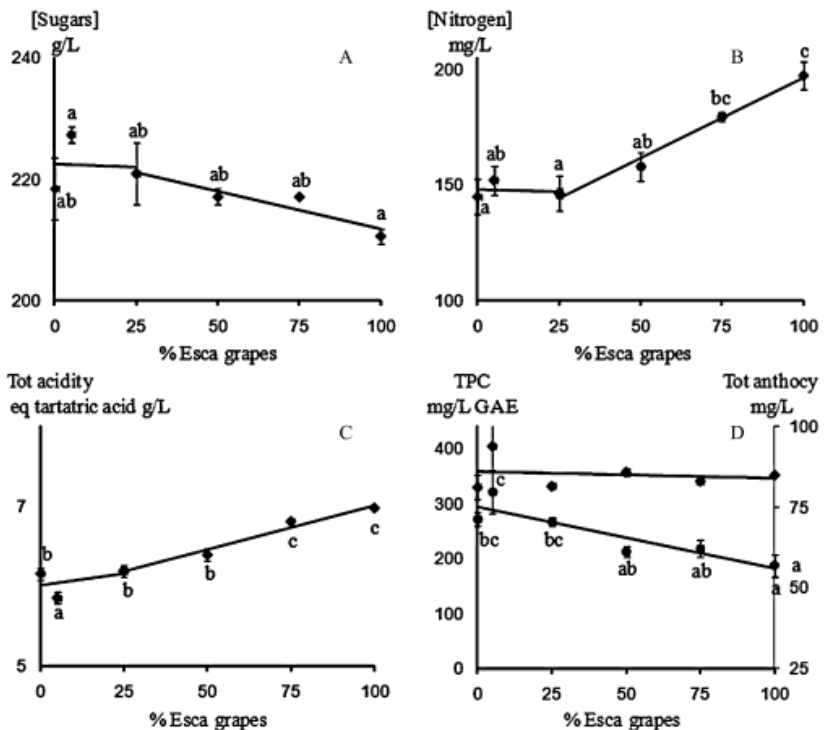 [Sugars]
g/L
A
240
220
200
a
ab
ab
ab
ab
a
0 25 50 75 100
% Esca grapes
[Nitrogen]
mg/L
B
200
150
100
a
ab
a
ab
bc
c
0 25 50 75 100
% Esca grapes
Tot acidity
eq tartatric acid g/L
C
7
5
b
a
b
b
c
c
0 25 50 75 100
% Esca grapes
TPC
mg/L GAE
Tot anthocy
mg/L
D
400
300
200
100
0
100
75
50
25
c
bc
bc
ab
ab
a
a
0 25 50 75 100
% Esca grapes